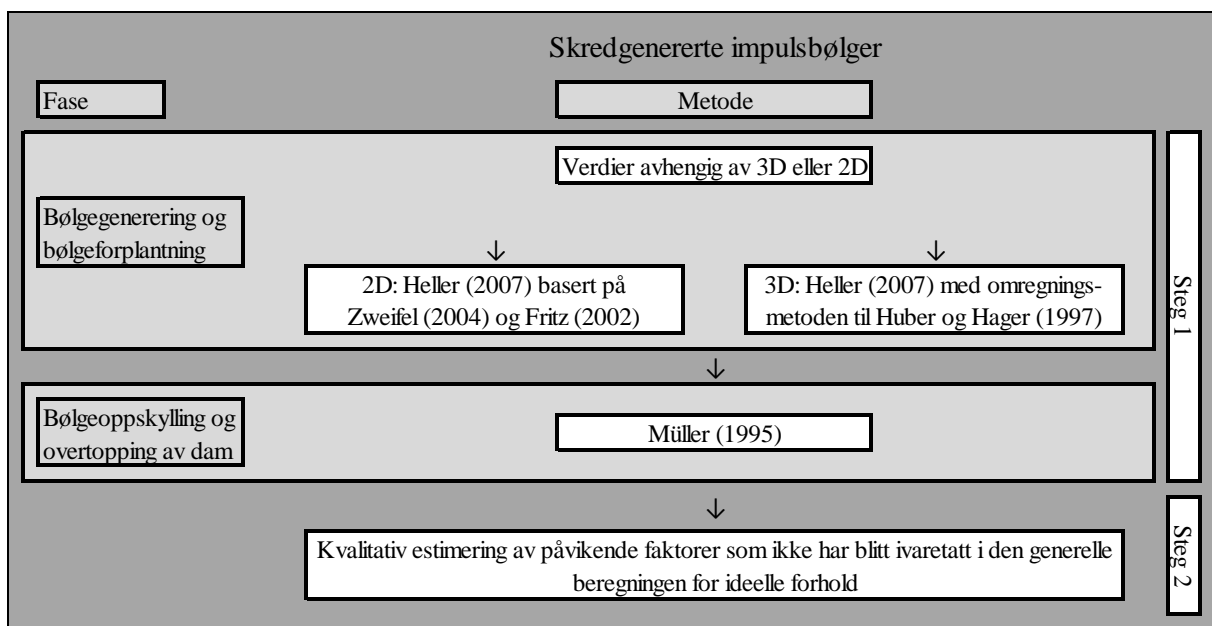 Skredgenererte impulsbølger
Fase
Metode
Verdier avhengig av 3D eller 2D
Bølgegenerering og
bølgeforplantning
↓
↓
2D: Heller (2007) basert på
Zweifel (2004) og Fritz (2002)
3D: Heller (2007) med omregnings-
metoden til Huber og Hager (1997)
Steg 1
↓
Bølgeoppskylling og
overtopping av dam
Müller (1995)
↓
Kvalitativ estimering av påvikende faktorer som ikke har blitt ivaretatt i den generelle
beregningen for ideelle forhold
Steg 2